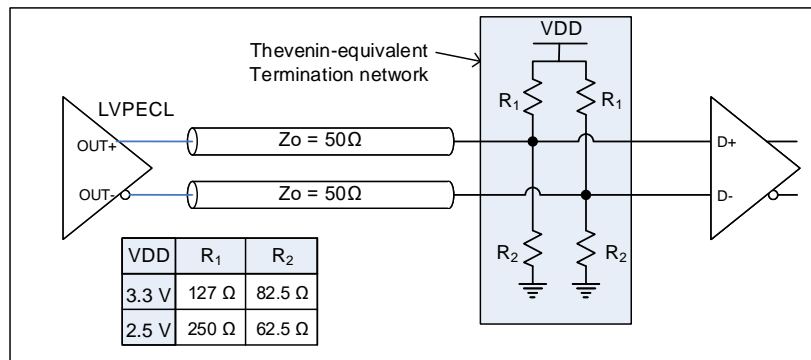 VDD
Thevenin-equivalent
Termination network
R1 R1
LVPECL
OUT+ Zo = 50Ω D+
OUT- Zo = 50Ω D-
R2 R2
VDD R1 R2
3.3 V 127 Ω 82.5 Ω
2.5 V 250 Ω 62.5 Ω